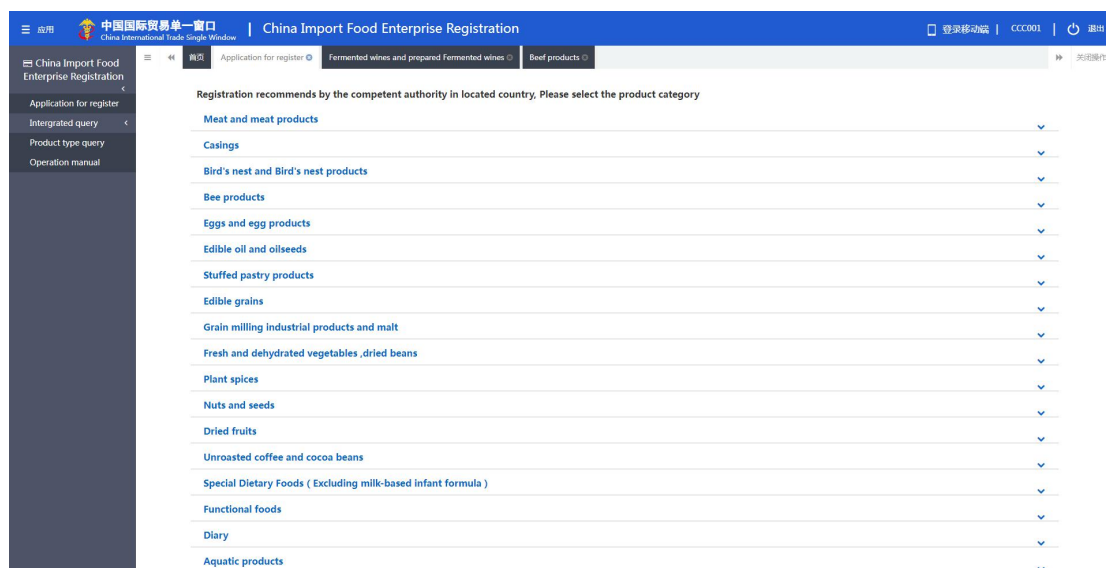 应用
中国国际贸易单一窗口
China International Trade Single Window
| China Import Food Enterprise Registration
登录移动端 | CCC001 | 退出
China Import Food
Enterprise Registration
Application for register
Intergrated query
Product type query
Operation manual
首页 Application for register Fermented wines and prepared Fermented wines Beef products 关闭操作
Registration recommends by the competent authority in located country, Please select the product category
Meat and meat products
Casings
Bird's nest and Bird's nest products
Bee products
Eggs and egg products
Edible oil and oilseeds
Stuffed pastry products
Edible grains
Grain milling industrial products and malt
Fresh and dehydrated vegetables ,dried beans
Plant spices
Nuts and seeds
Dried fruits
Unroasted coffee and cocoa beans
Special Dietary Foods ( Excluding milk-based infant formula )
Functional foods
Diary
Aquatic products